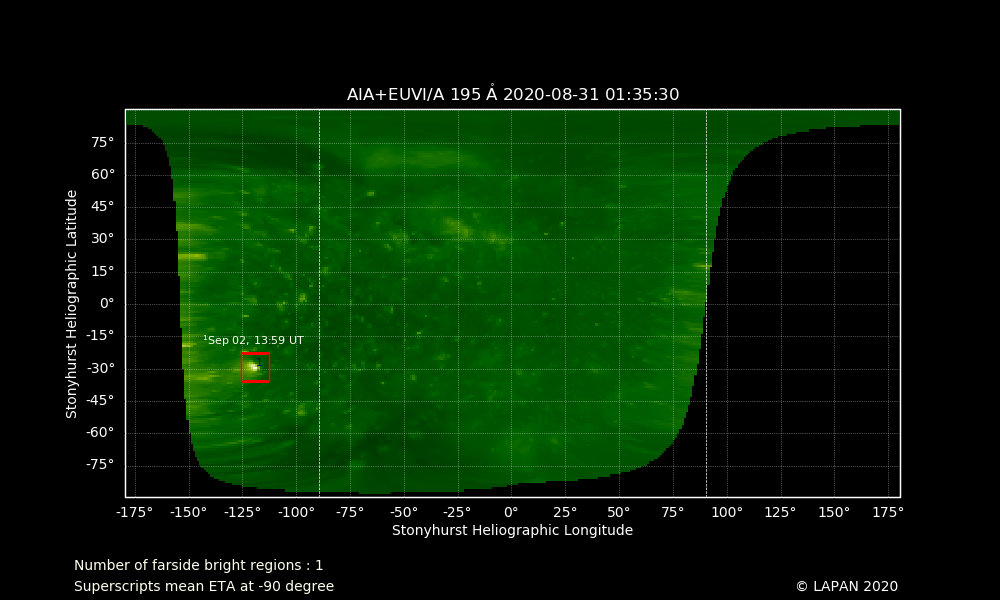 AIA+EUVI/A 195 Å 2020-08-31 01:35:30
Stonyhurst Heliographic Latitude
75°
60°
45°
30°
15°
0°
-15°
-30°
-45°
-60°
-75°
¹Sep 02, 13:59 UT
1
-175° -150° -125° -100° -75° -50° -25° 0° 25° 50° 75° 100° 125° 150° 175°
Stonyhurst Heliographic Longitude
Number of farside bright regions : 1
Superscripts mean ETA at -90 degree
© LAPAN 2020